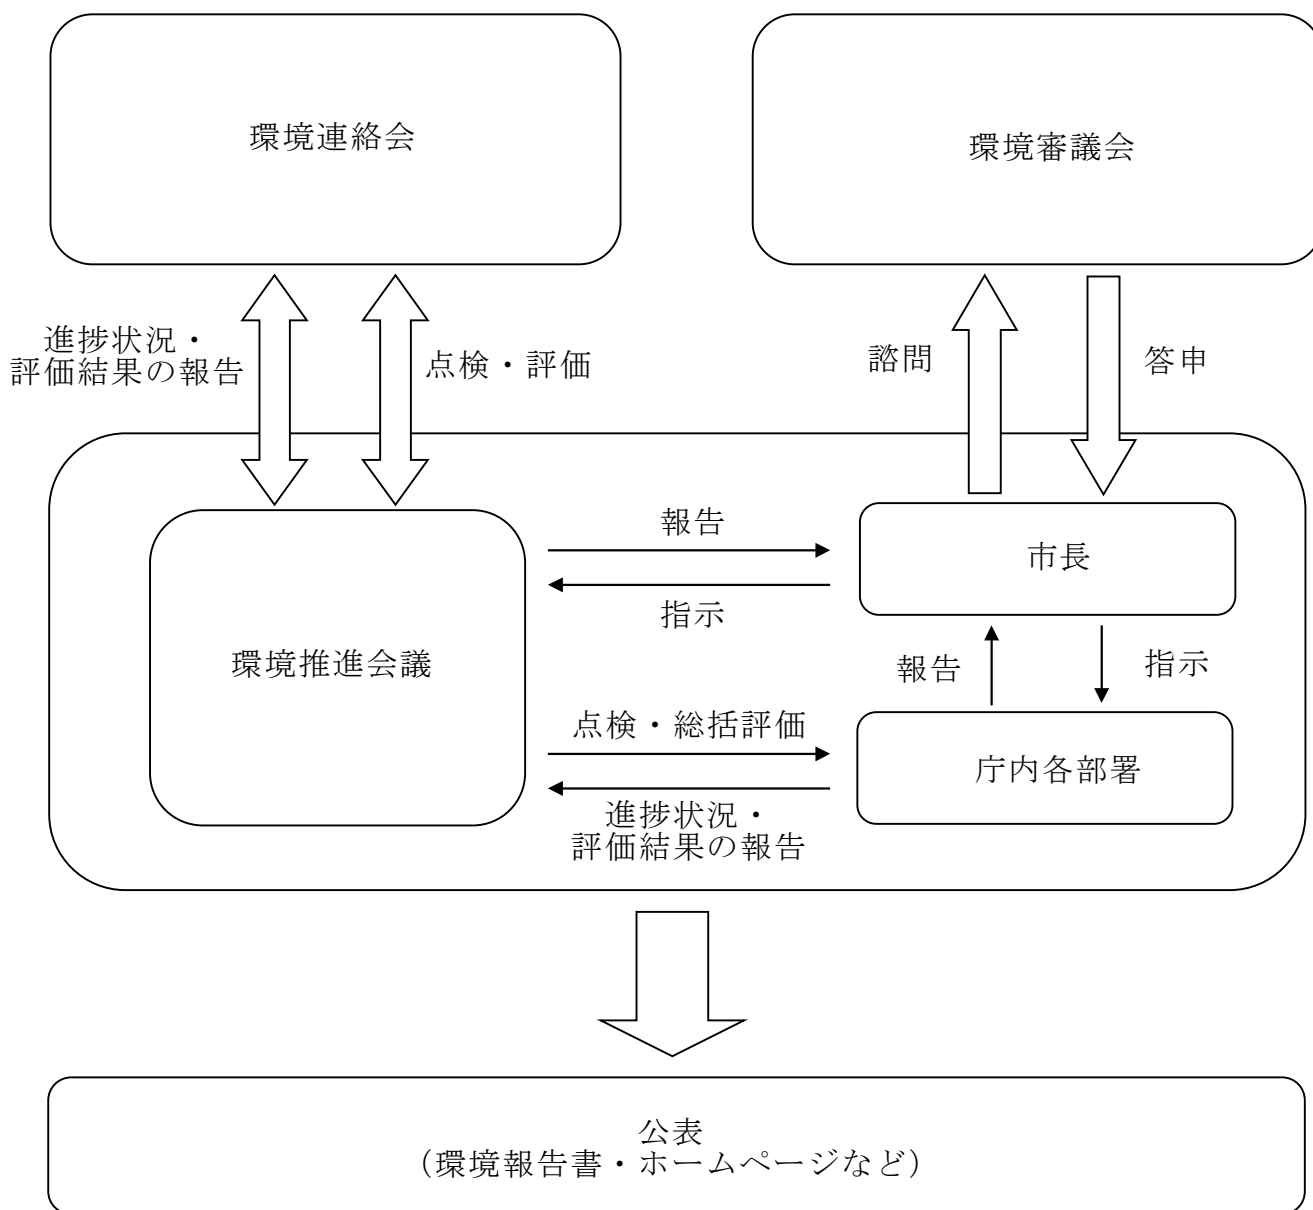 環境連絡会
環境審議会
進捗状況・
評価結果の報告
点検・評価
諮問
答申
報告
指示
市長
環境推進会議
報告
指示
点検・総括評価
進捗状況・
評価結果の報告
庁内各部署
公表
（環境報告書・ホームページなど）